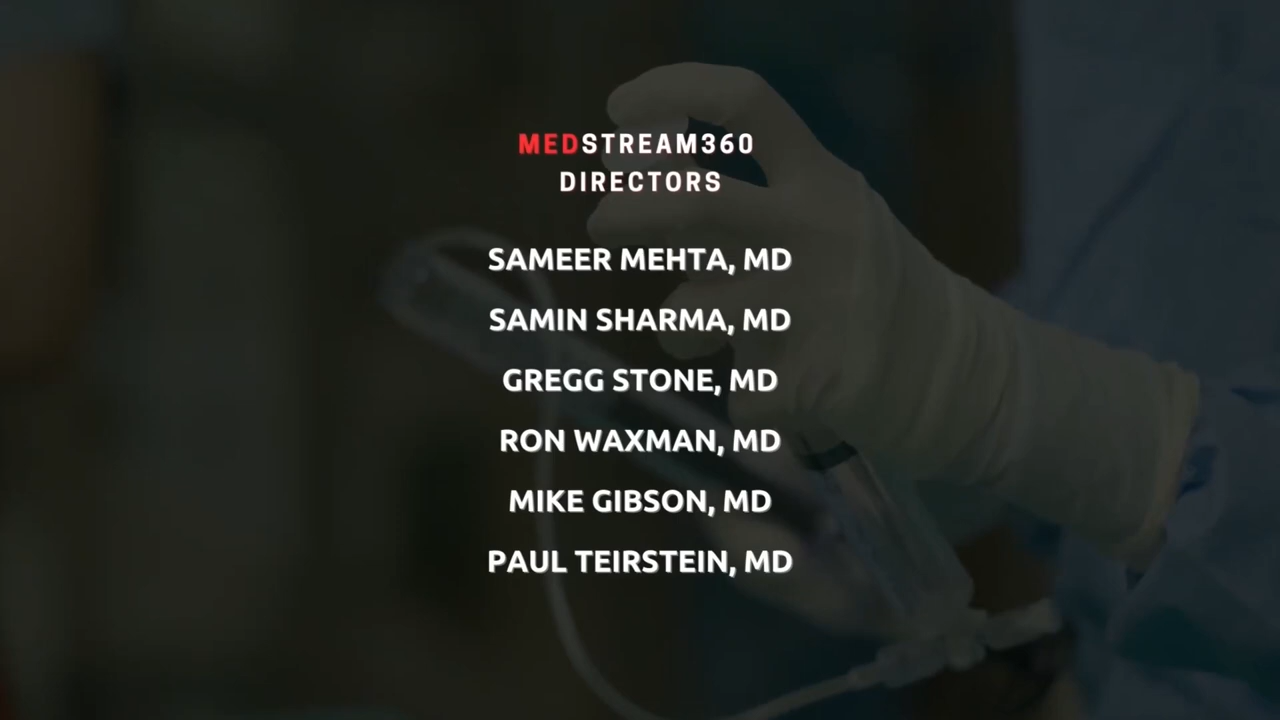 MEDSTREAM360
DIRECTORS
SAMEER MEHTA, MD
SAMIN SHARMA, MD
GREGG STONE, MD
RON WAXMAN, MD
MIKE GIBSON, MD
PAUL TEIRSTEIN, MD